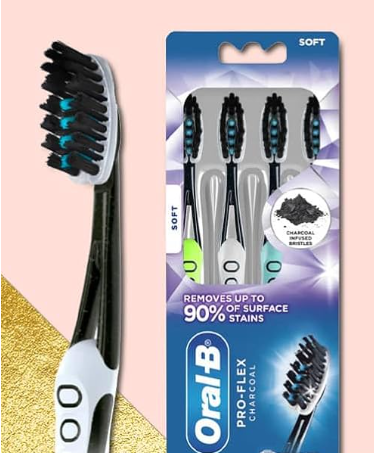 SOFT
SOFT
CHARCOAL
INFUSED
BRISTLES
REMOVES UP TO
90% OF SURFACE
STAINS
Oral-B
PRO-FLEX
CHARCOAL